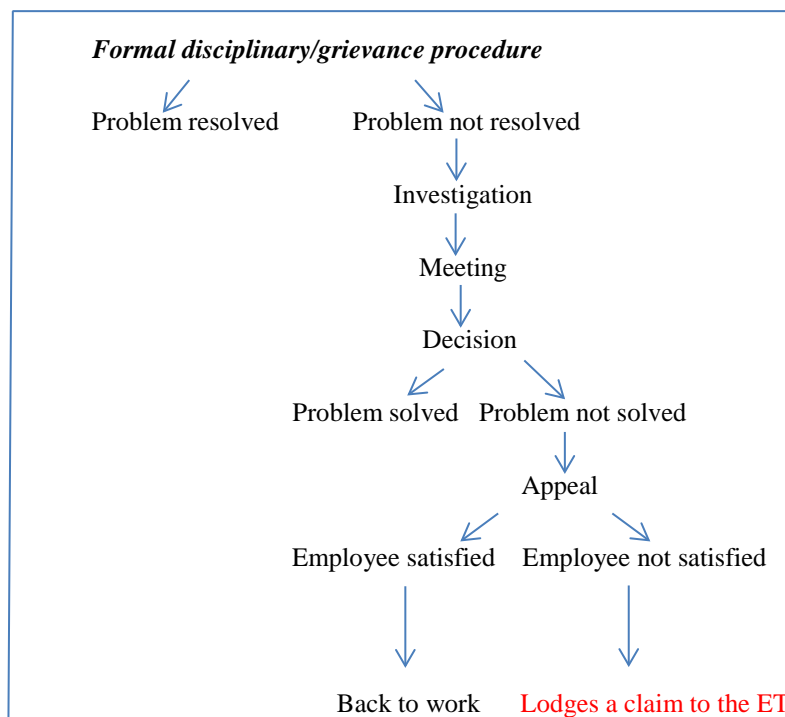 Formal disciplinary/grievance procedure
Problem resolved Problem not resolved
Investigation
Meeting
Decision
Problem solved Problem not solved
Appeal
Employee satisfied Employee not satisfied
Back to work Lodges a claim to the ET